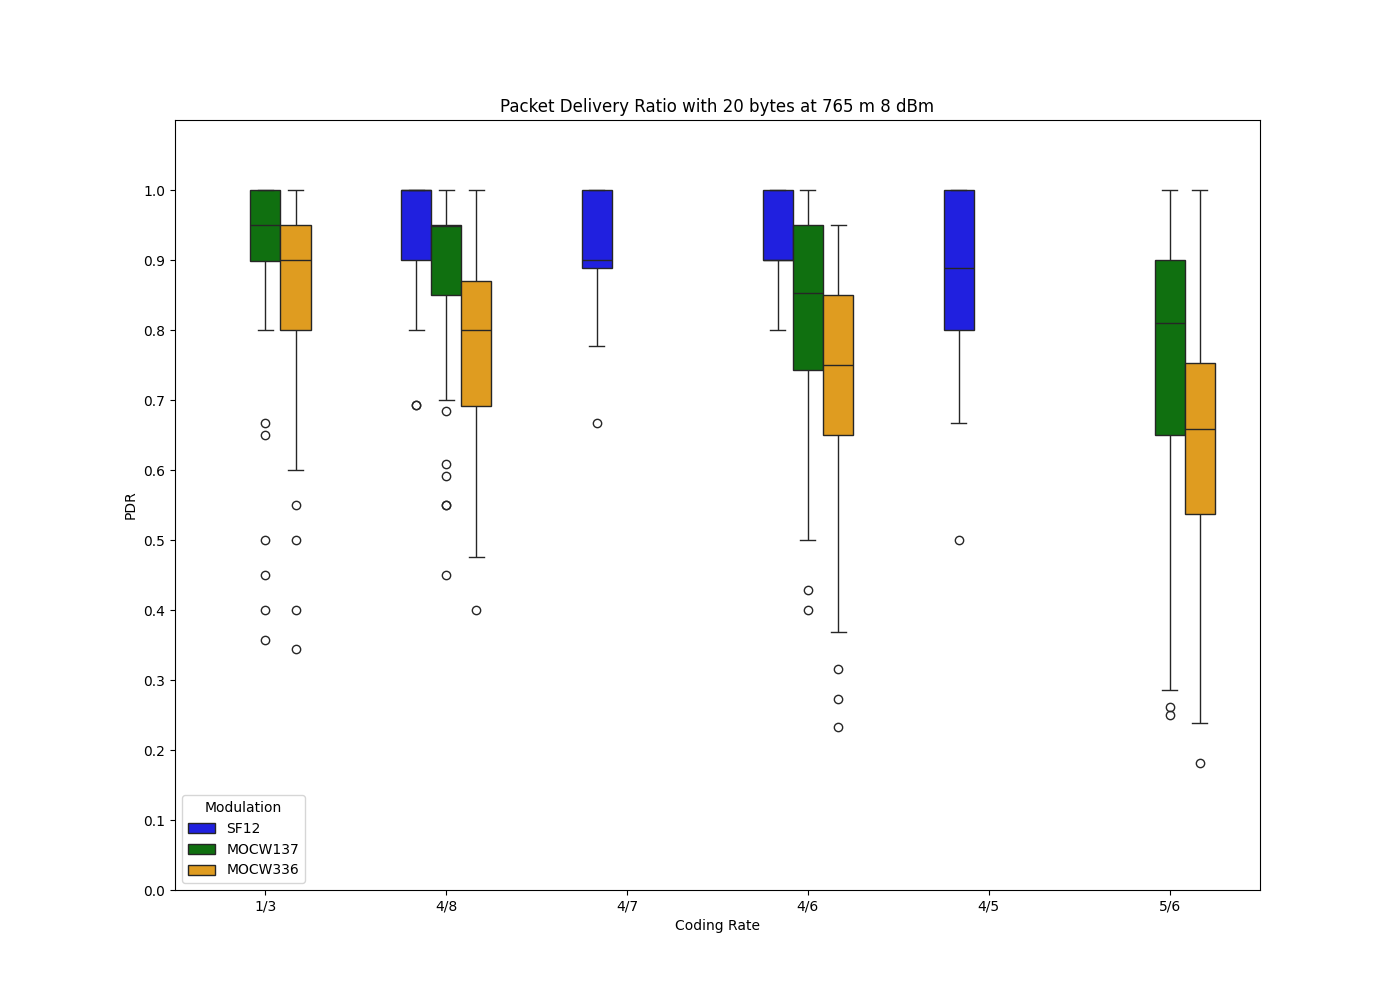 Packet Delivery Ratio with 20 bytes at 765 m 8 dBm
1.0
0.9
0.8
0.7
0.6
0.5
0.4
0.3
0.2
0.1
0.0
PDR
Modulation
SF12
MOCW137
MOCW336
1/3 4/8 4/7 4/6 4/5 5/6
Coding Rate